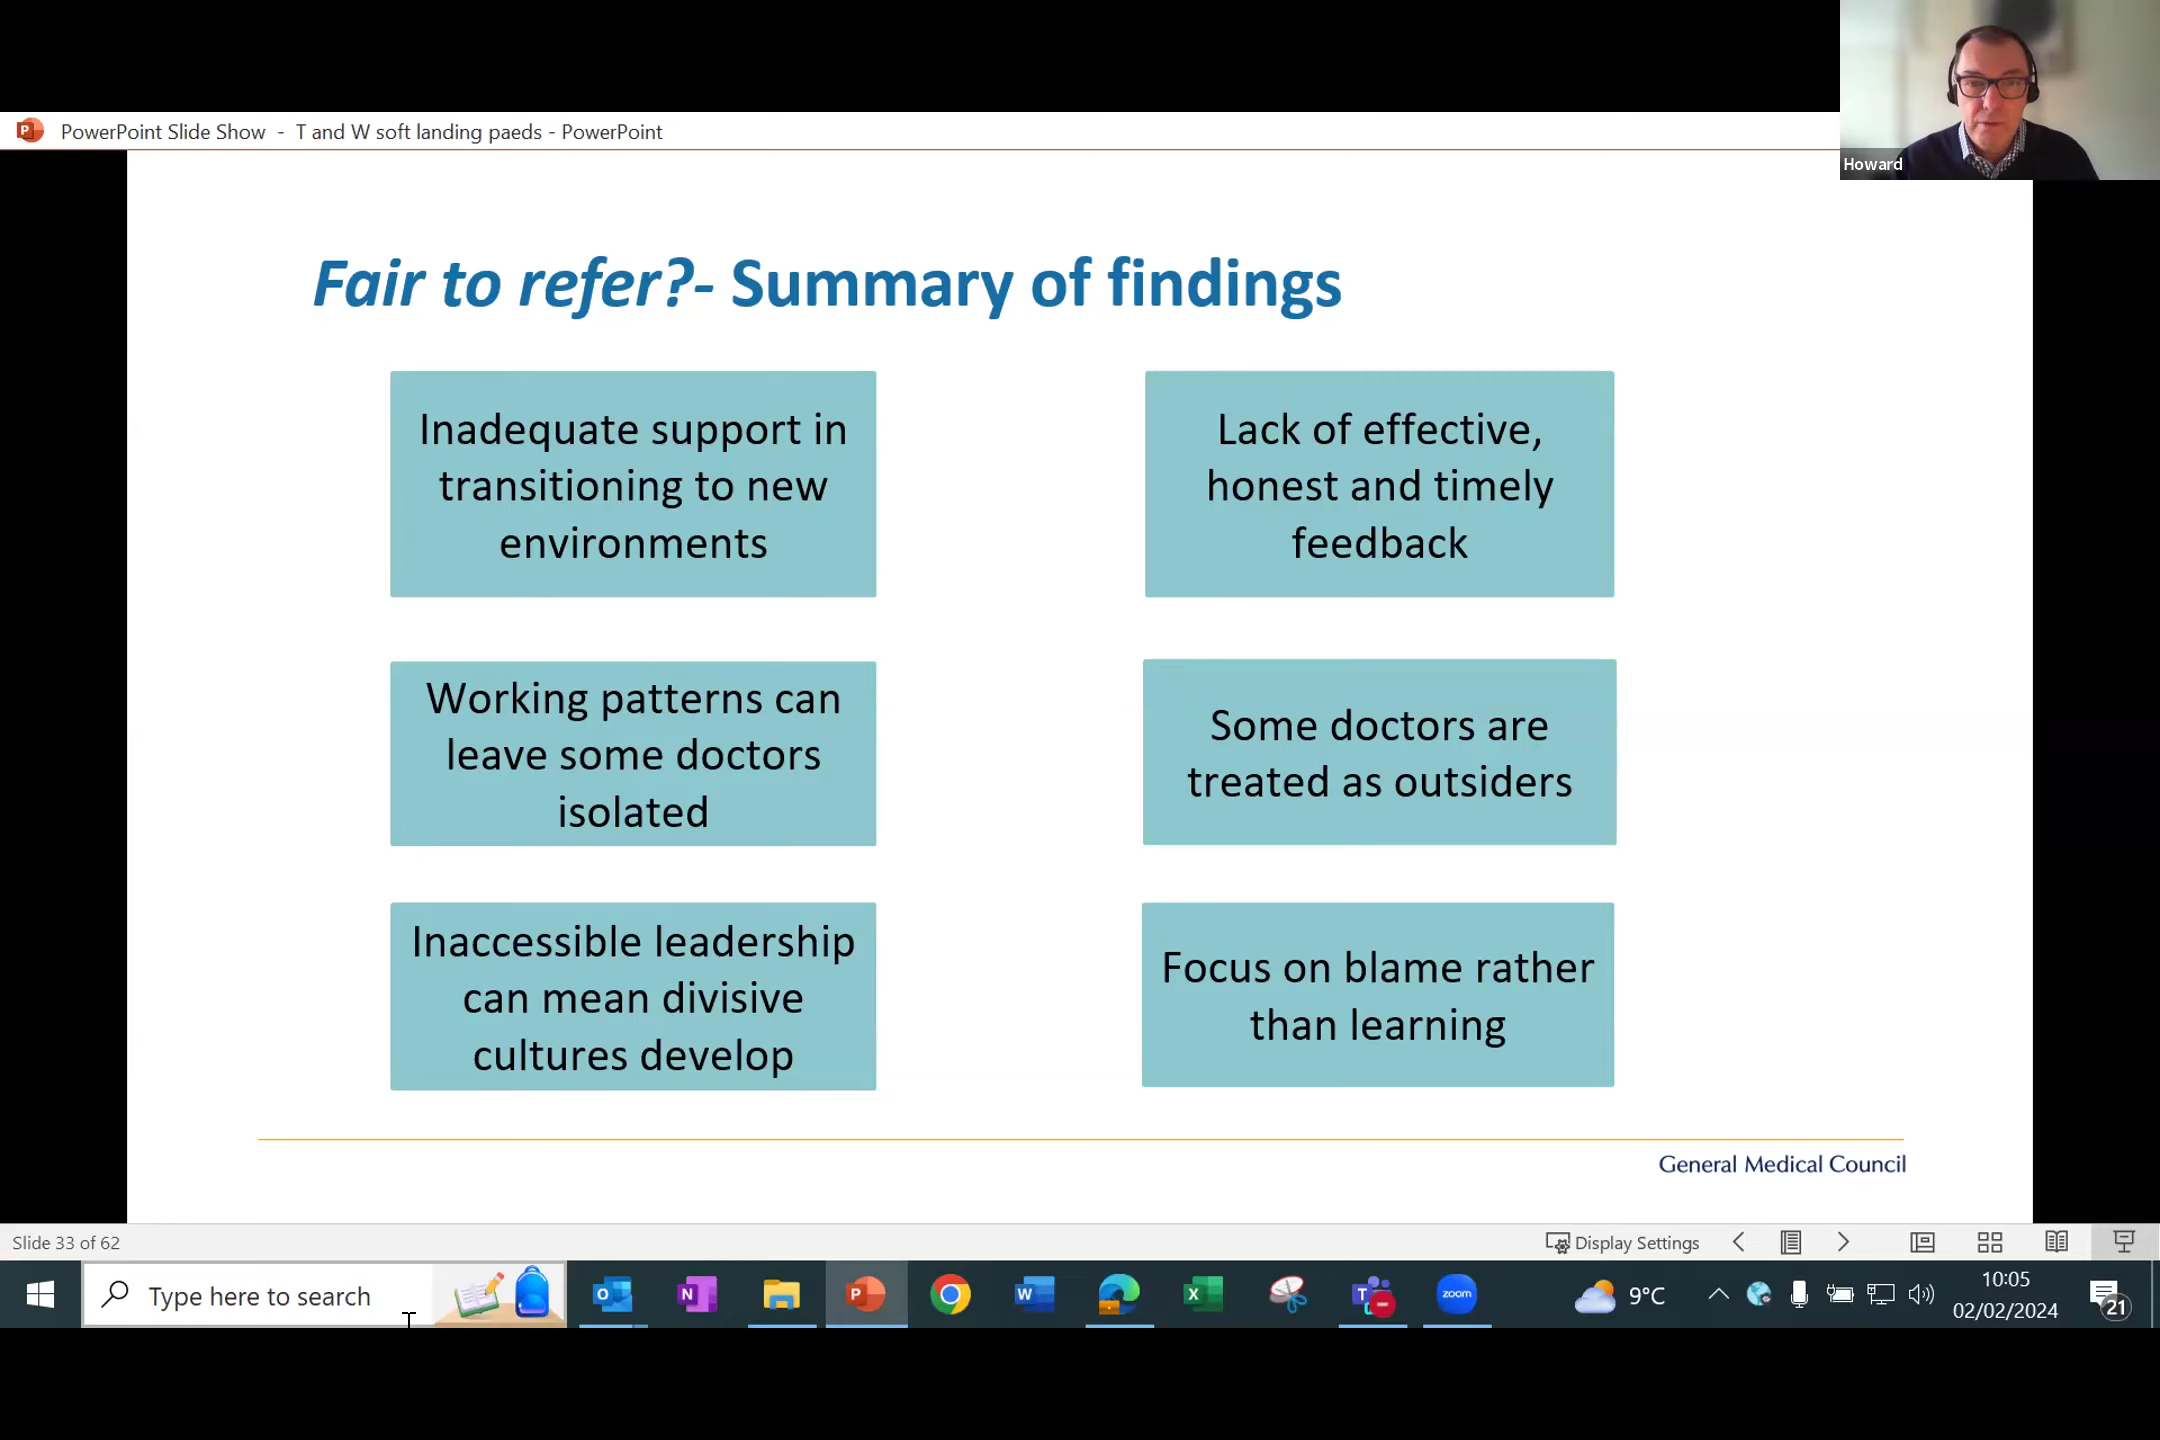 Howard
PowerPoint Slide Show - T and W soft landing paeds - PowerPoint
Fair to refer?- Summary of findings
Inadequate support in
transitioning to new
environments
Lack of effective,
honest and timely
feedback
Working patterns can
leave some doctors
isolated
Some doctors are
treated as outsiders
Inaccessible leadership
can mean divisive
cultures develop
Focus on blame rather
than learning
General Medical Council
Slide 33 of 62
Display Settings
Type here to search
zoom
9°C
10:05
02/02/2024
21